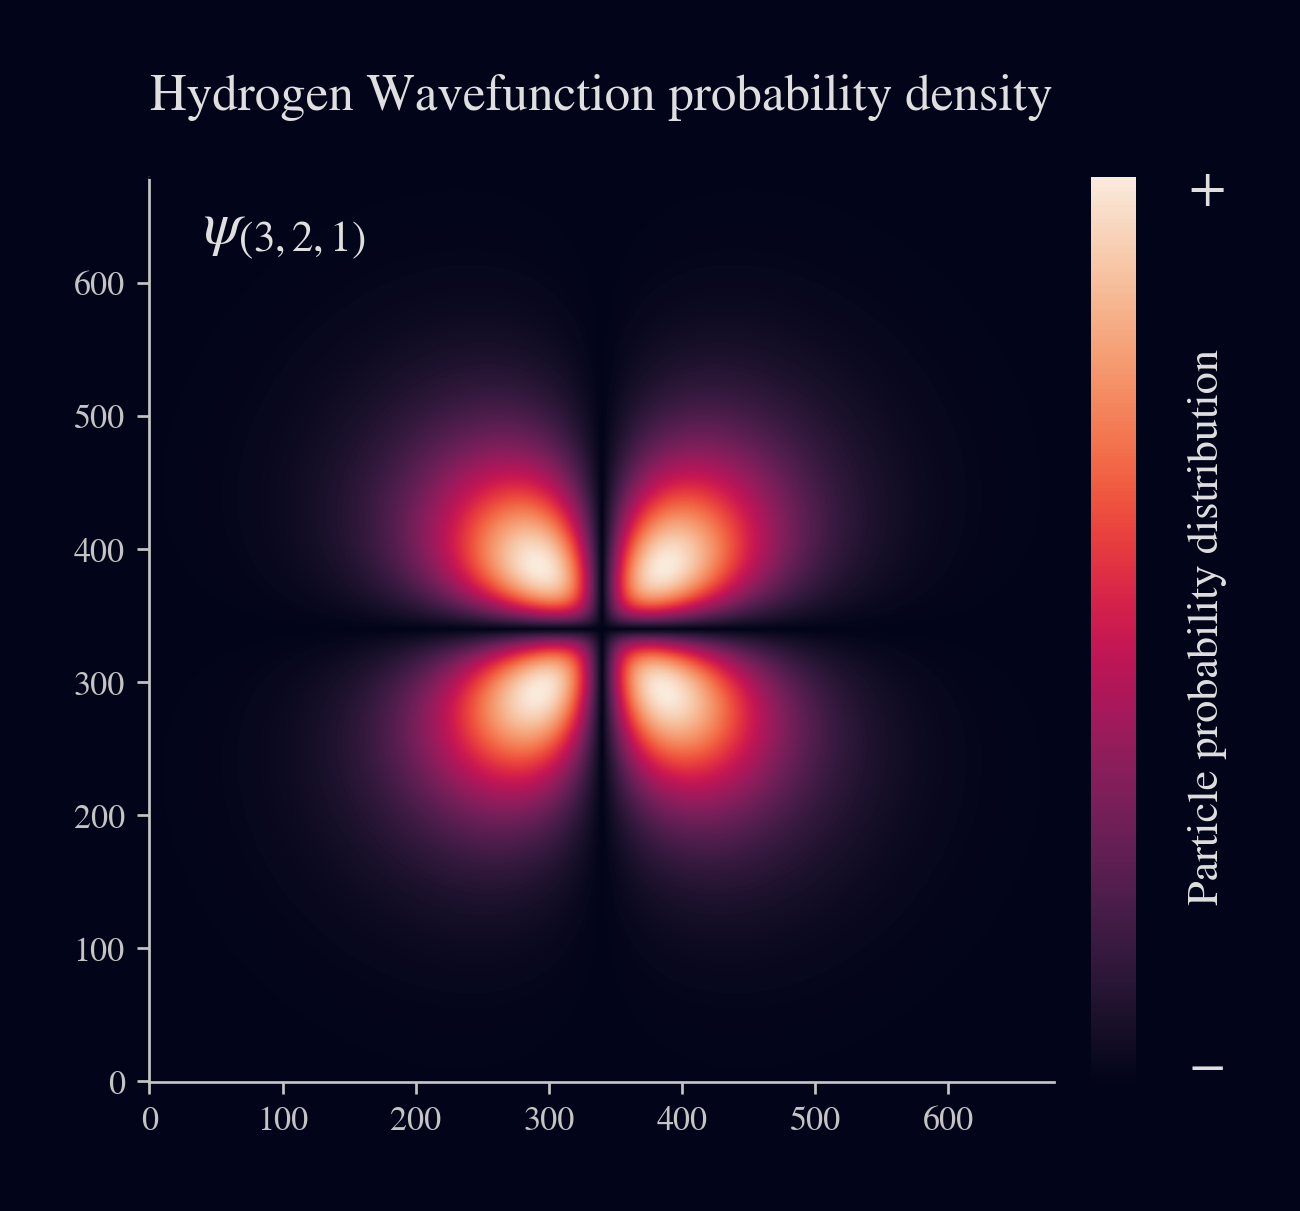 Hydrogen Wavefunction probability density
ψ(3, 2, 1)
600
500
400
300
200
100
0
0 100 200 300 400 500 600
+
Particle probability distribution
−